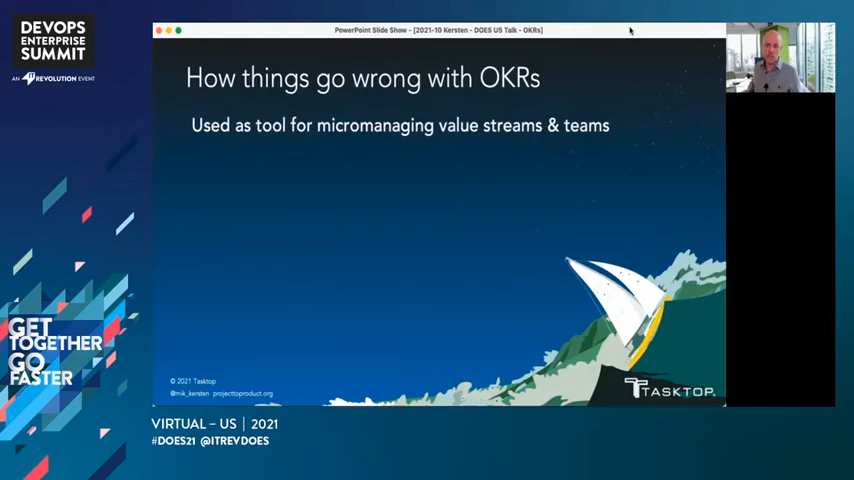 DEVOPS
ENTERPRISE
SUMMIT
AN IT REVOLUTION EVENT
PowerPoint Slide Show - [2021-10 Kersten - DOES US Talk - OKRs]
How things go wrong with OKRs
Used as tool for micromanaging value streams & teams
GET
TOGETHER
GO
FASTER
© 2021 Tasktop
@mik_kersten projecttoproduct.org
TASKTOP.
VIRTUAL – US | 2021
#DOES21 @ITREVDOES